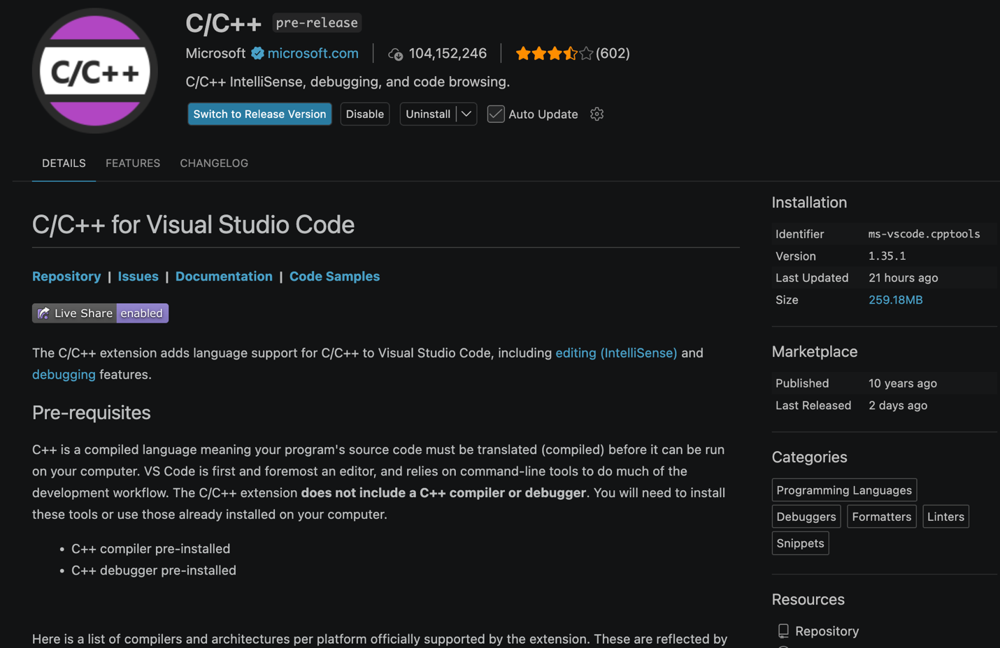 C/C++
C/C++ pre-release
Microsoft microsoft.com 104,152,246 (602)
C/C++ IntelliSense, debugging, and code browsing.
Switch to Release Version Disable Uninstall Auto Update
DETAILS FEATURES CHANGELOG
C/C++ for Visual Studio Code
Repository | Issues | Documentation | Code Samples
Live Share enabled
The C/C++ extension adds language support for C/C++ to Visual Studio Code, including editing (IntelliSense) and
debugging features.
Pre-requisites
C++ is a compiled language meaning your program's source code must be translated (compiled) before it can be run
on your computer. VS Code is first and foremost an editor, and relies on command-line tools to do much of the
development workflow. The C/C++ extension does not include a C++ compiler or debugger. You will need to install
these tools or use those already installed on your computer.
• C++ compiler pre-installed
• C++ debugger pre-installed
Here is a list of compilers and architectures per platform officially supported by the extension. These are reflected by
Installation
Identifier ms-vscode.cpptools
Version 1.35.1
Last Updated 21 hours ago
Size 259.18MB
Marketplace
Published 10 years ago
Last Released 2 days ago
Categories
Programming Languages
Debuggers Formatters Linters
Snippets
Resources
Repository